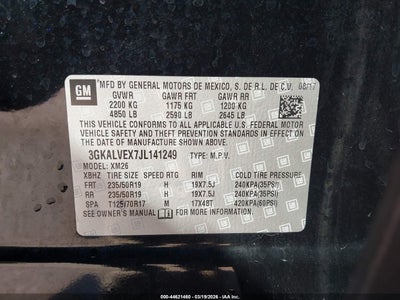 GM
MFD BY GENERAL MOTORS DE MEXICO, S. DE R.L. DE C.V. 08/17
GVWR GAWR FRT GAWR RR
2200 KG 1175 KG 1200 KG
4850 LB 2590 LB 2645 LB
THIS VEHICLE CONFORMS TO ALL APPLICABLE U.S. FEDERAL MOTOR
VEHICLE SAFETY AND THEFT PREVENTION STANDARDS IN EFFECT ON
THE DATE OF MANUFACTURE SHOWN ABOVE.
3GKALVEX7JL141249 TYPE: M.P.V.
MODEL: XM26
XBHZ TIRE SIZE SPEED RTG RIM COLD TIRE PRESSURE
FRT 235/50R19 H 19X7.5J 240KPA(35PSI)
RR 235/50R19 H 19X7.5J 240KPA(35PSI)
SPA T125/70R17 M 17X4BT 420KPA(60PSI)
SEE OWNER'S MANUAL FOR MORE INFORMATION
000-44621460 - 03/19/2026 - IAA Holdings, LLC